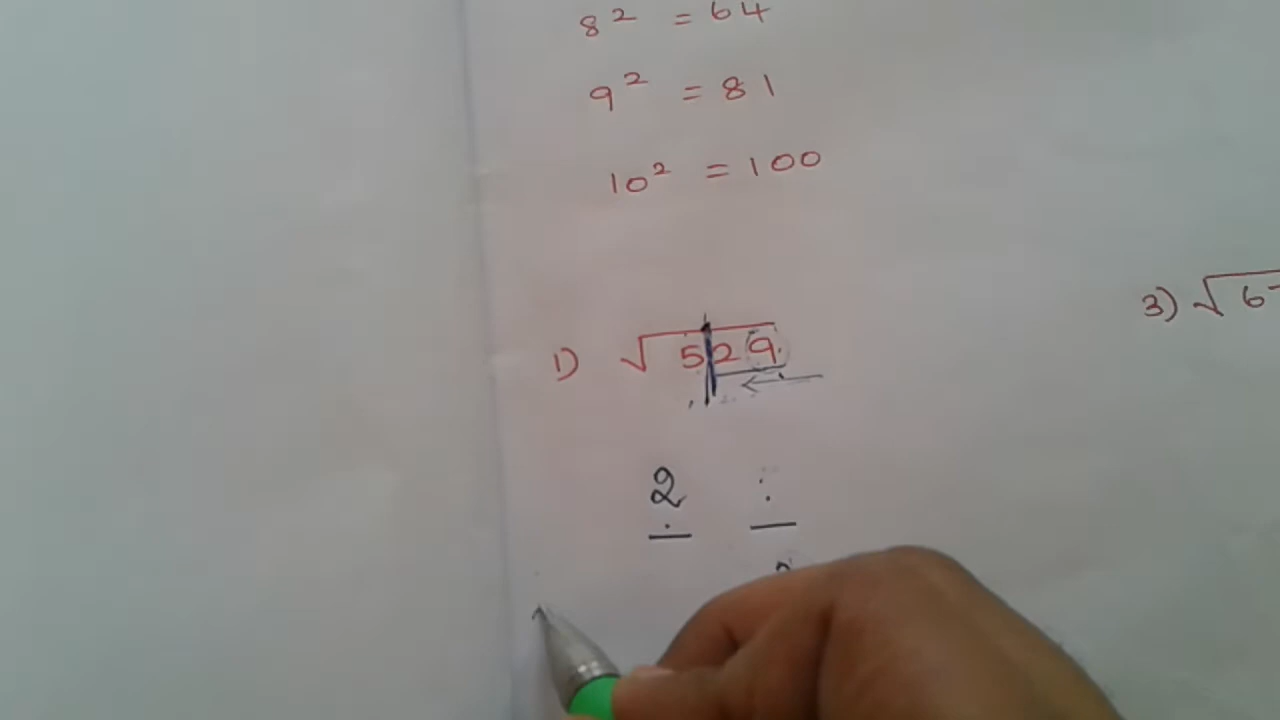 8² = 64
9² = 81
10² = 100
1) √529
3) √6
2